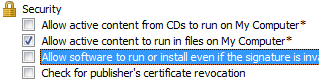 Security
Allow active content from CDs to run on My Computer*
Allow active content to run in files on My Computer*
Allow software to run or install even if the signature is
Check for publisher's certificate revocation